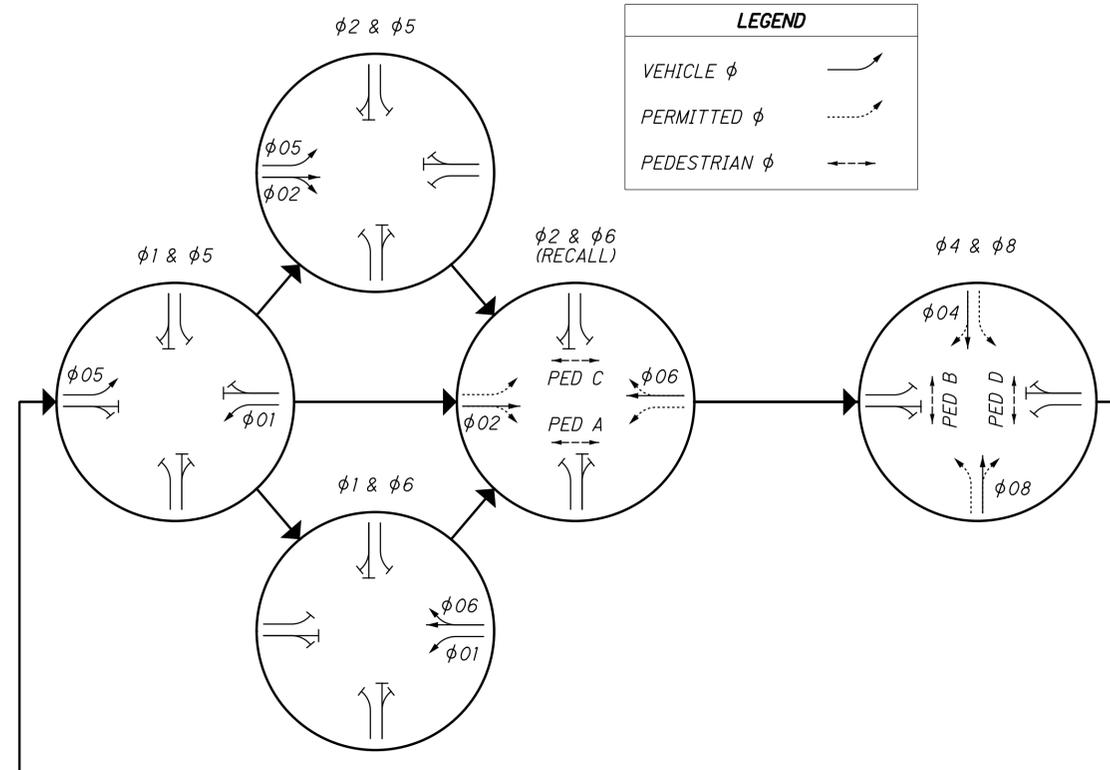 ϕ2 & ϕ5
LEGEND
VEHICLE ϕ
PERMITTED ϕ
PEDESTRIAN ϕ
ϕ05
ϕ02
ϕ1 & ϕ5
ϕ05
ϕ01
ϕ2 & ϕ6
(RECALL)
PED C
ϕ06
ϕ02
PED A
ϕ4 & ϕ8
ϕ04
PED B
PED D
ϕ08
ϕ1 & ϕ6
ϕ06
ϕ01